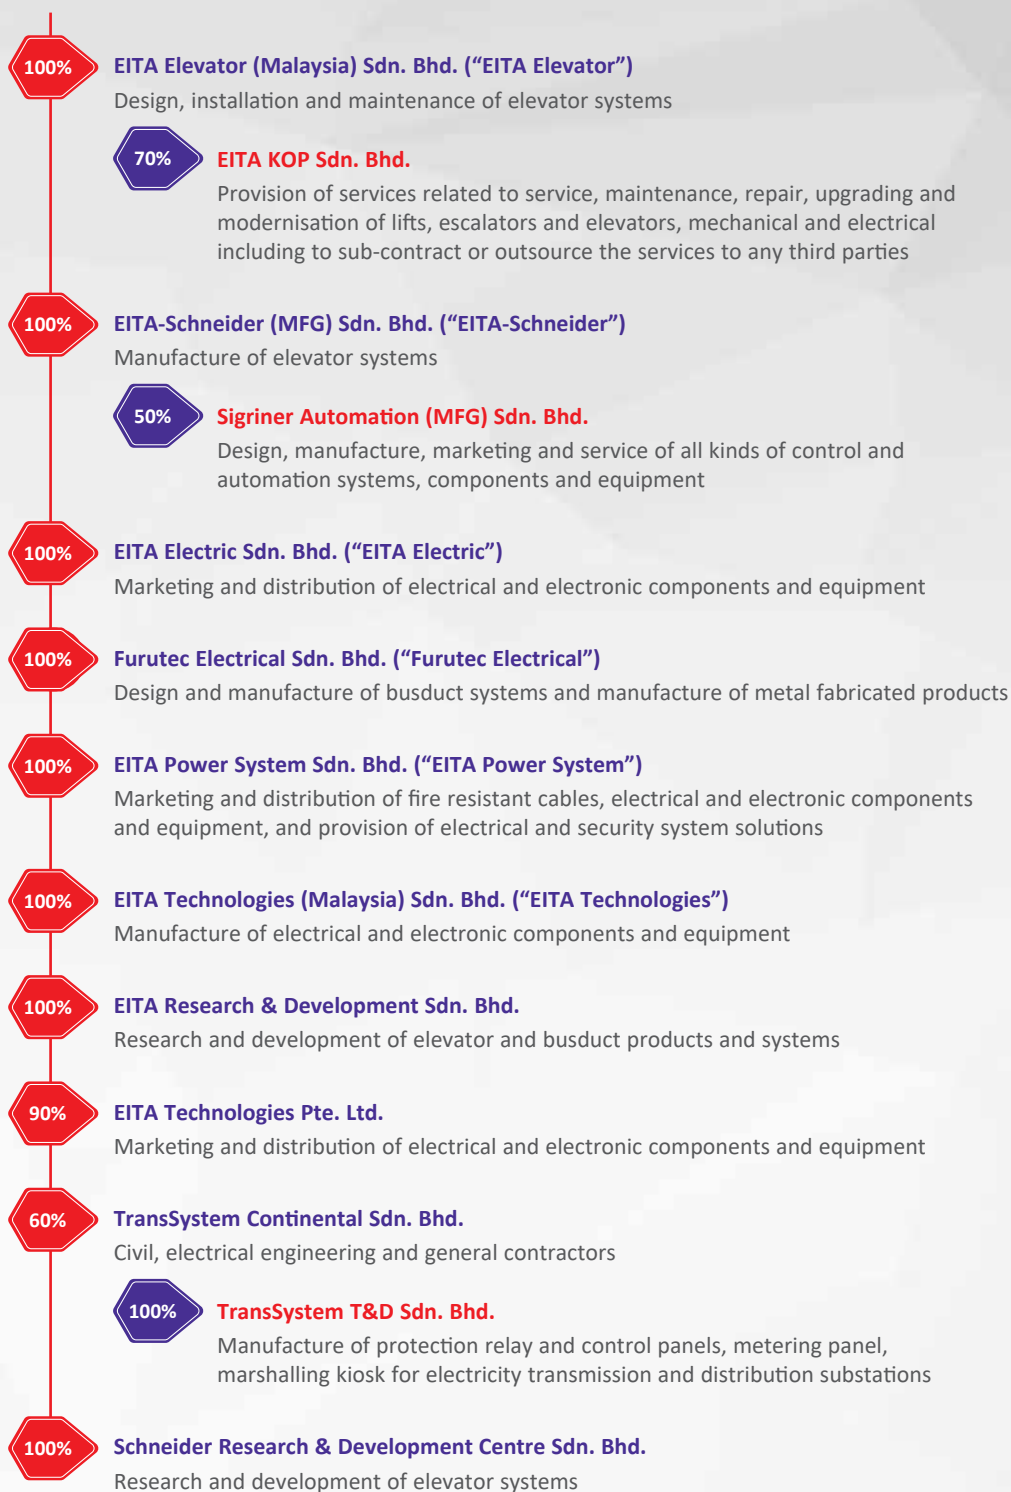 100%
EITA Elevator (Malaysia) Sdn. Bhd. (“EITA Elevator”)
Design, installation and maintenance of elevator systems
70%
EITA KOP Sdn. Bhd.
Provision of services related to service, maintenance, repair, upgrading and
modernisation of lifts, escalators and elevators, mechanical and electrical
including to sub-contract or outsource the services to any third parties
100%
EITA-Schneider (MFG) Sdn. Bhd. (“EITA-Schneider”)
Manufacture of elevator systems
50%
Sigriner Automation (MFG) Sdn. Bhd.
Design, manufacture, marketing and service of all kinds of control and
automation systems, components and equipment
100%
EITA Electric Sdn. Bhd. (“EITA Electric”)
Marketing and distribution of electrical and electronic components and equipment
100%
Furutec Electrical Sdn. Bhd. (“Furutec Electrical”)
Design and manufacture of busduct systems and manufacture of metal fabricated products
100%
EITA Power System Sdn. Bhd. (“EITA Power System”)
Marketing and distribution of fire resistant cables, electrical and electronic components
and equipment, and provision of electrical and security system solutions
100%
EITA Technologies (Malaysia) Sdn. Bhd. (“EITA Technologies”)
Manufacture of electrical and electronic components and equipment
100%
EITA Research & Development Sdn. Bhd.
Research and development of elevator and busduct products and systems
90%
EITA Technologies Pte. Ltd.
Marketing and distribution of electrical and electronic components and equipment
60%
TransSystem Continental Sdn. Bhd.
Civil, electrical engineering and general contractors
100%
TransSystem T&D Sdn. Bhd.
Manufacture of protection relay and control panels, metering panel,
marshalling kiosk for electricity transmission and distribution substations
100%
Schneider Research & Development Centre Sdn. Bhd.
Research and development of elevator systems